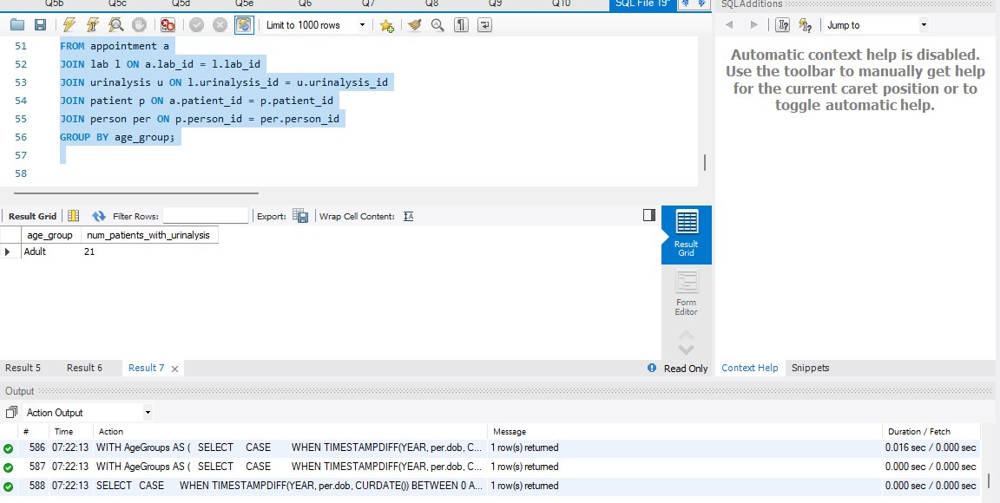 Q5b Q5c Q5d Q5e Q6 Q7 Q8 Q9 Q10 SQL File 19*
SQLAdditions
Limit to 1000 rows
Jump to
51 FROM appointment a
52 JOIN lab l ON a.lab_id = l.lab_id
53 JOIN urinalysis u ON l.urinalysis_id = u.urinalysis_id
54 JOIN patient p ON a.patient_id = p.patient_id
55 JOIN person per ON p.person_id = per.person_id
56 GROUP BY age_group;
57
58
Automatic context help is disabled.
Use the toolbar to manually get help
for the current caret position or to
toggle automatic help.
Result Grid Filter Rows: Export: Wrap Cell Content:
age_group num_patients_with_urinalysis
Adult 21
Result
Grid
Form
Editor
Result 5 Result 6 Result 7 Read Only
Context Help Snippets
Output
Action Output
# Time Action Message Duration / Fetch
586 07:22:13 WITH AgeGroups AS ( SELECT CASE WHEN TIMESTAMPDIFF(YEAR, per.dob, C... 1 row(s) returned 0.016 sec / 0.000 sec
587 07:22:13 WITH AgeGroups AS ( SELECT CASE WHEN TIMESTAMPDIFF(YEAR, per.dob, C... 1 row(s) returned 0.000 sec / 0.000 sec
588 07:22:13 SELECT CASE WHEN TIMESTAMPDIFF(YEAR, per.dob, CURDATE()) BETWEEN 0 A... 1 row(s) returned 0.000 sec / 0.000 sec